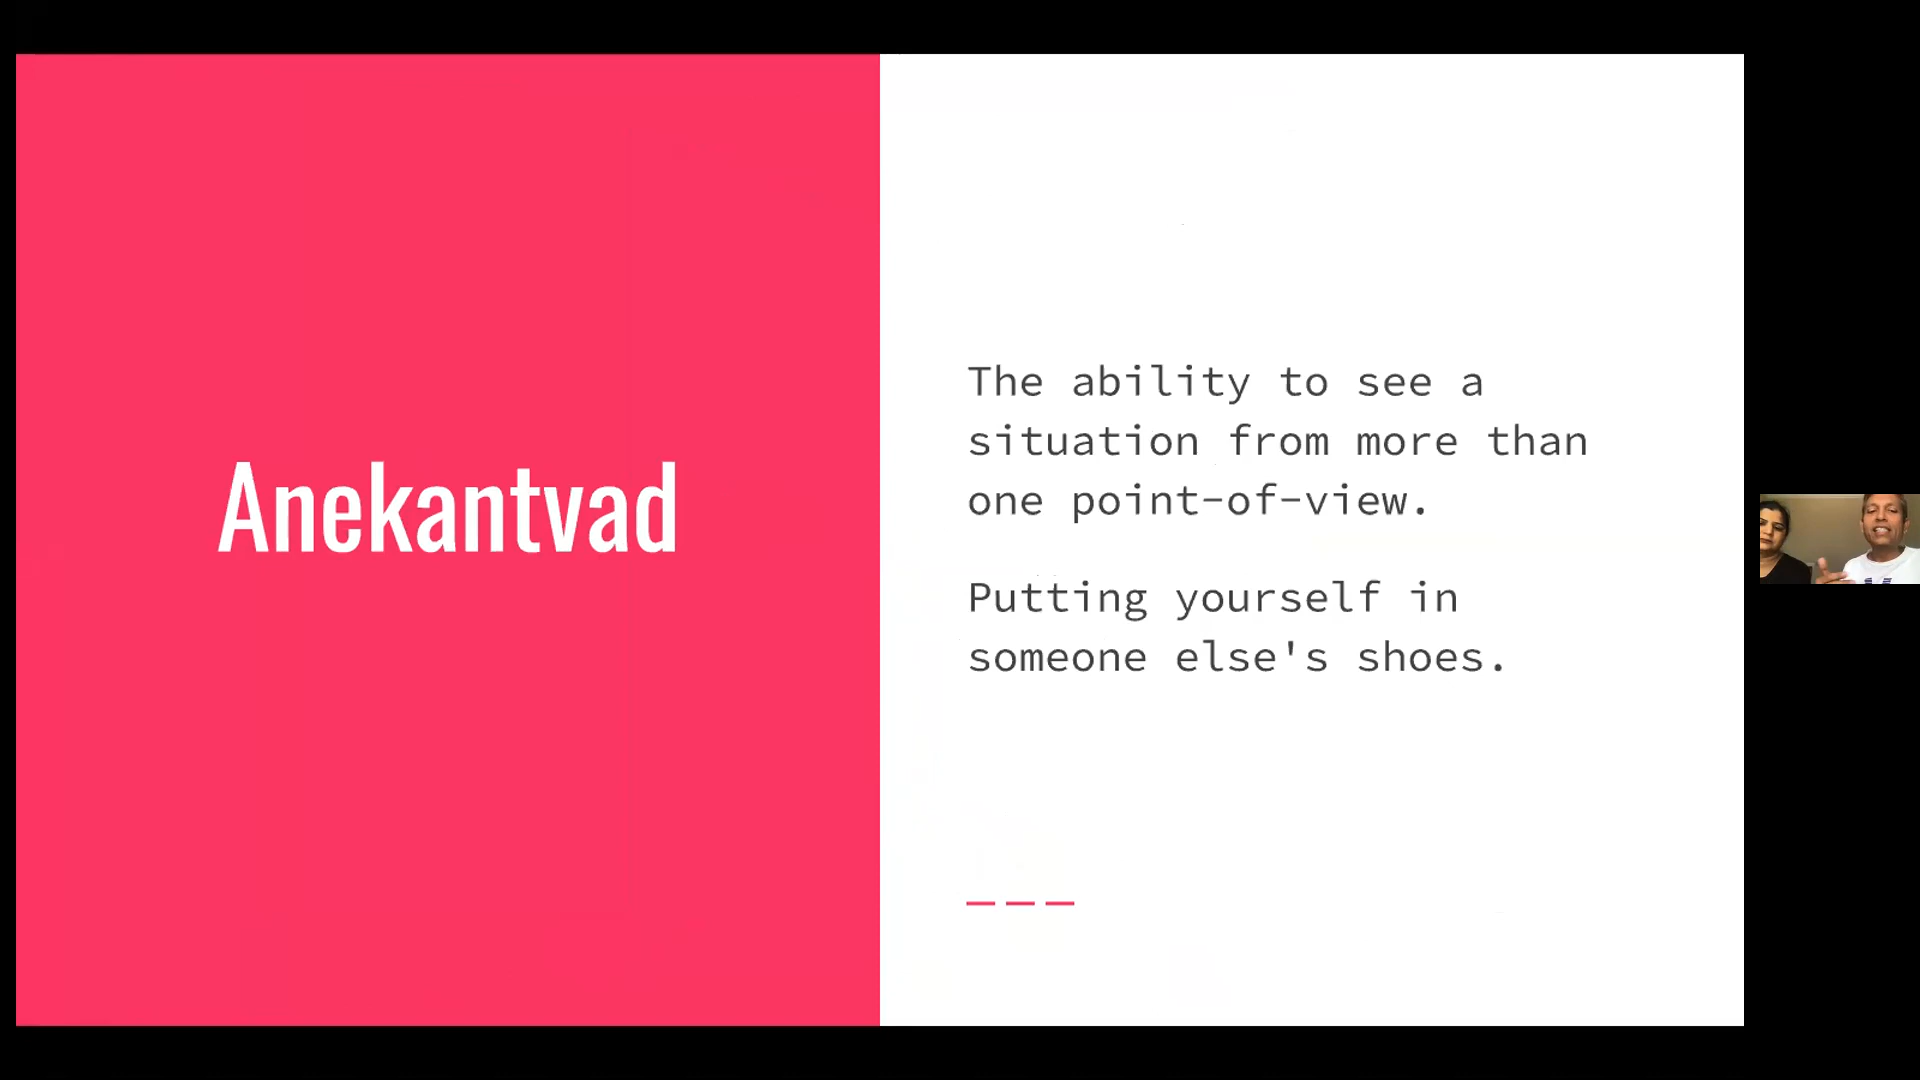 Anekantvad
The ability to see a
situation from more than
one point-of-view.
Putting yourself in
someone else's shoes.